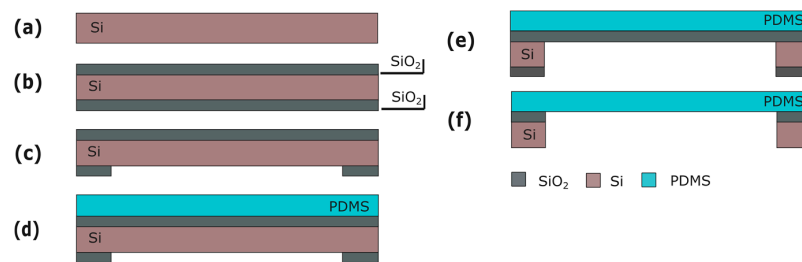 (a)
Si
(b)
SiO₂
Si
SiO₂
(c)
Si
(d)
PDMS
Si
(e)
PDMS
Si
(f)
PDMS
Si
SiO₂ Si PDMS